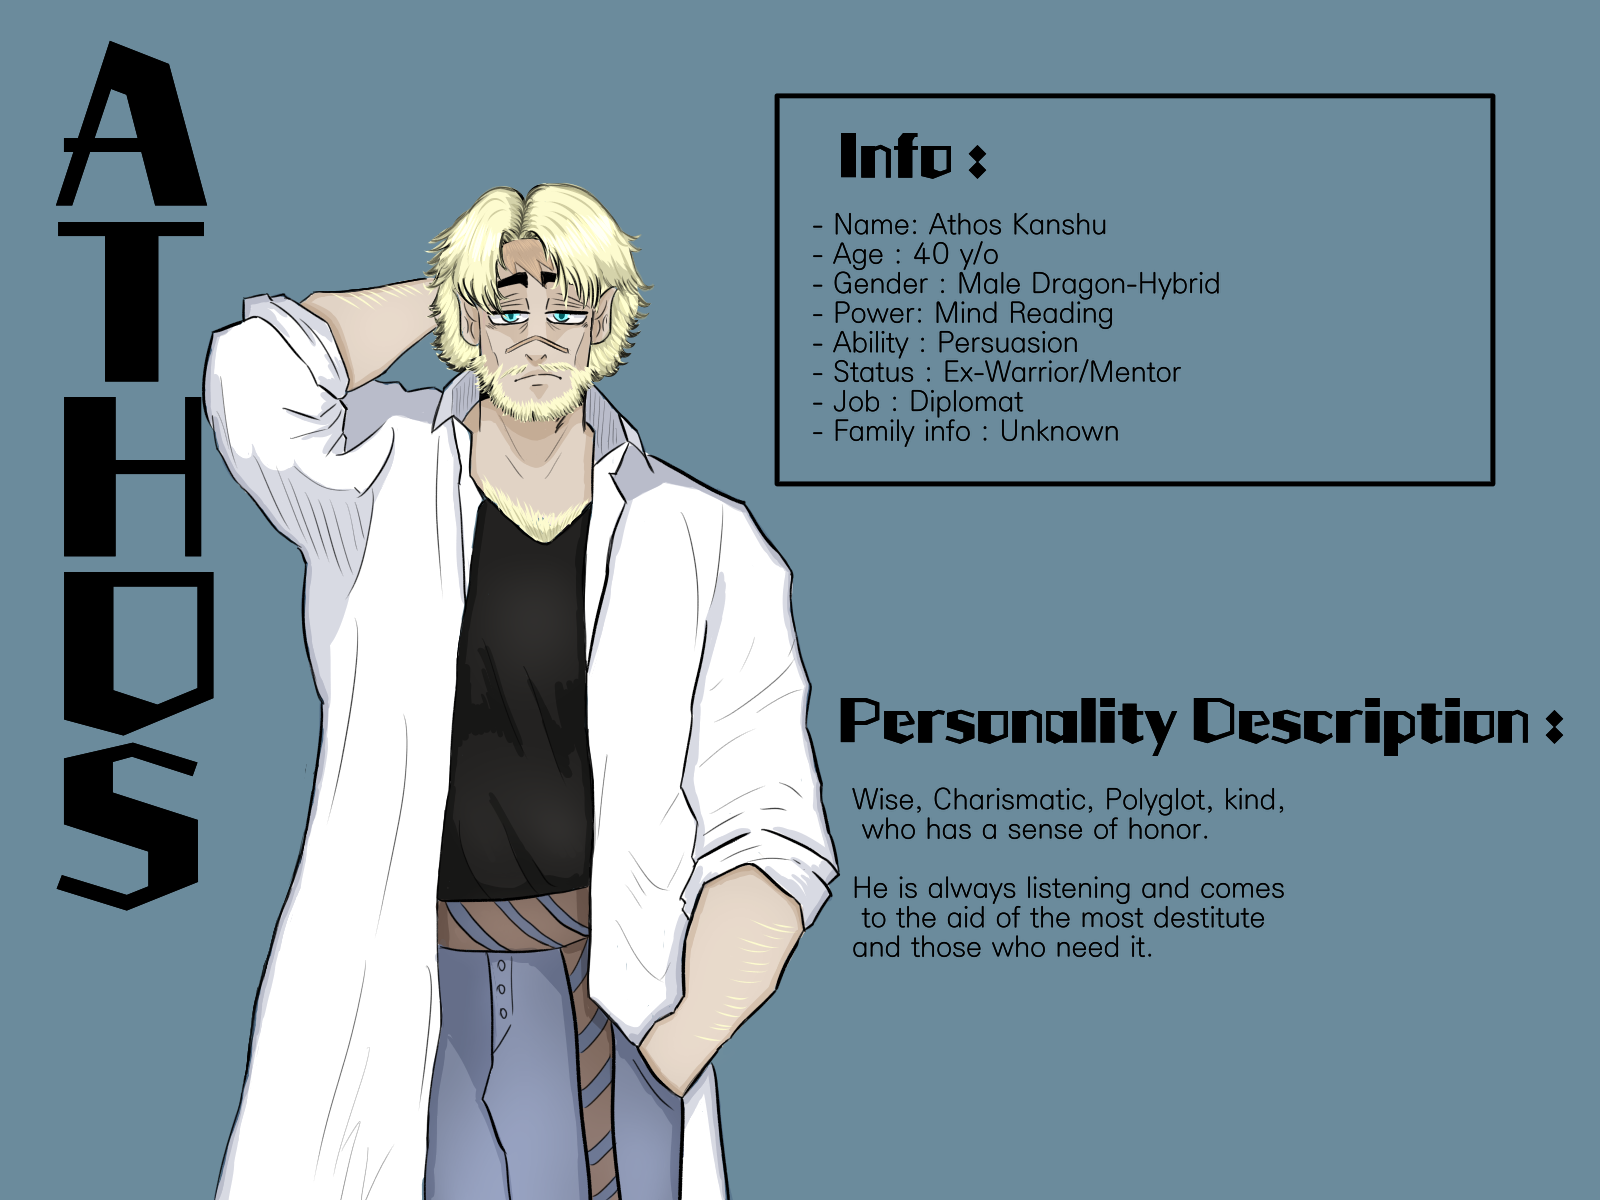 ATHOS
Info :
- Name: Athos Kanshu
- Age : 40 y/o
- Gender : Male Dragon-Hybrid
- Power: Mind Reading
- Ability : Persuasion
- Status : Ex-Warrior/Mentor
- Job : Diplomat
- Family info : Unknown
Personality Description :
Wise, Charismatic, Polyglot, kind,
who has a sense of honor.
He is always listening and comes
to the aid of the most destitute
and those who need it.